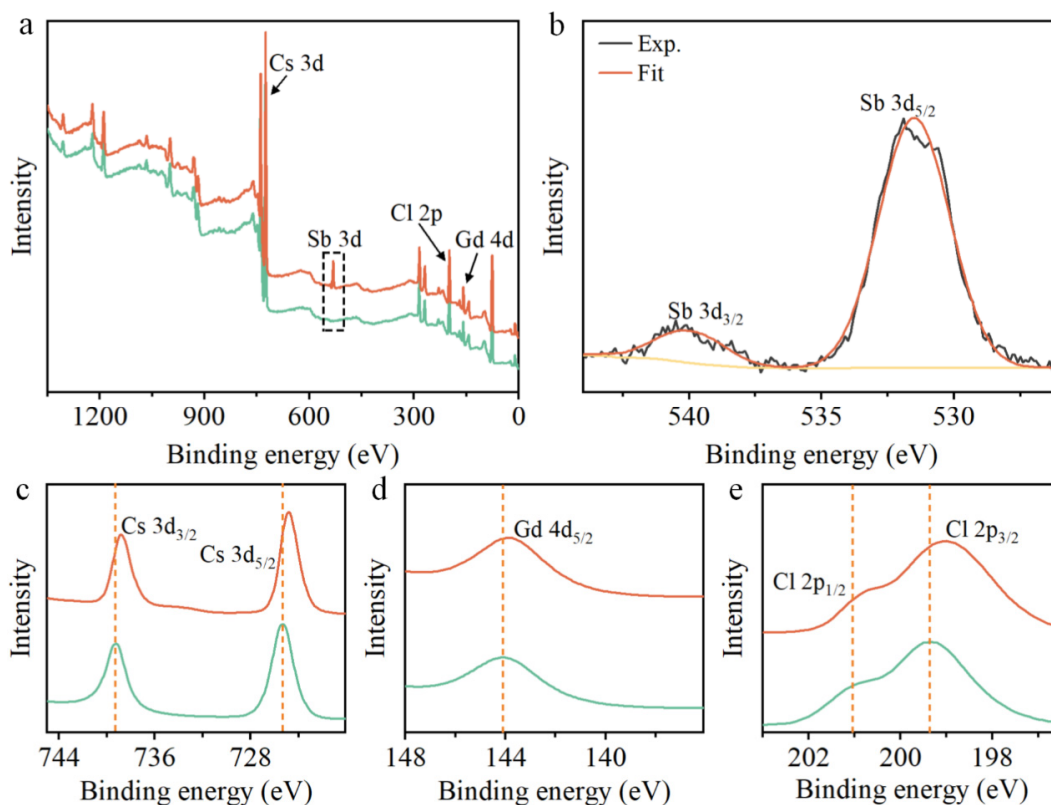 a
Cs 3d
Sb 3d
Cl 2p
Gd 4d
Intensity
1200 900 600 300 0
Binding energy (eV)
b
Exp.
Fit
Sb 3d5/2
Sb 3d3/2
Intensity
540 535 530
Binding energy (eV)
c
Cs 3d3/2
Cs 3d5/2
Intensity
744 736 728
Binding energy (eV)
d
Gd 4d5/2
Intensity
148 144 140
Binding energy (eV)
e
Cl 2p3/2
Cl 2p1/2
Intensity
202 200 198
Binding energy (eV)